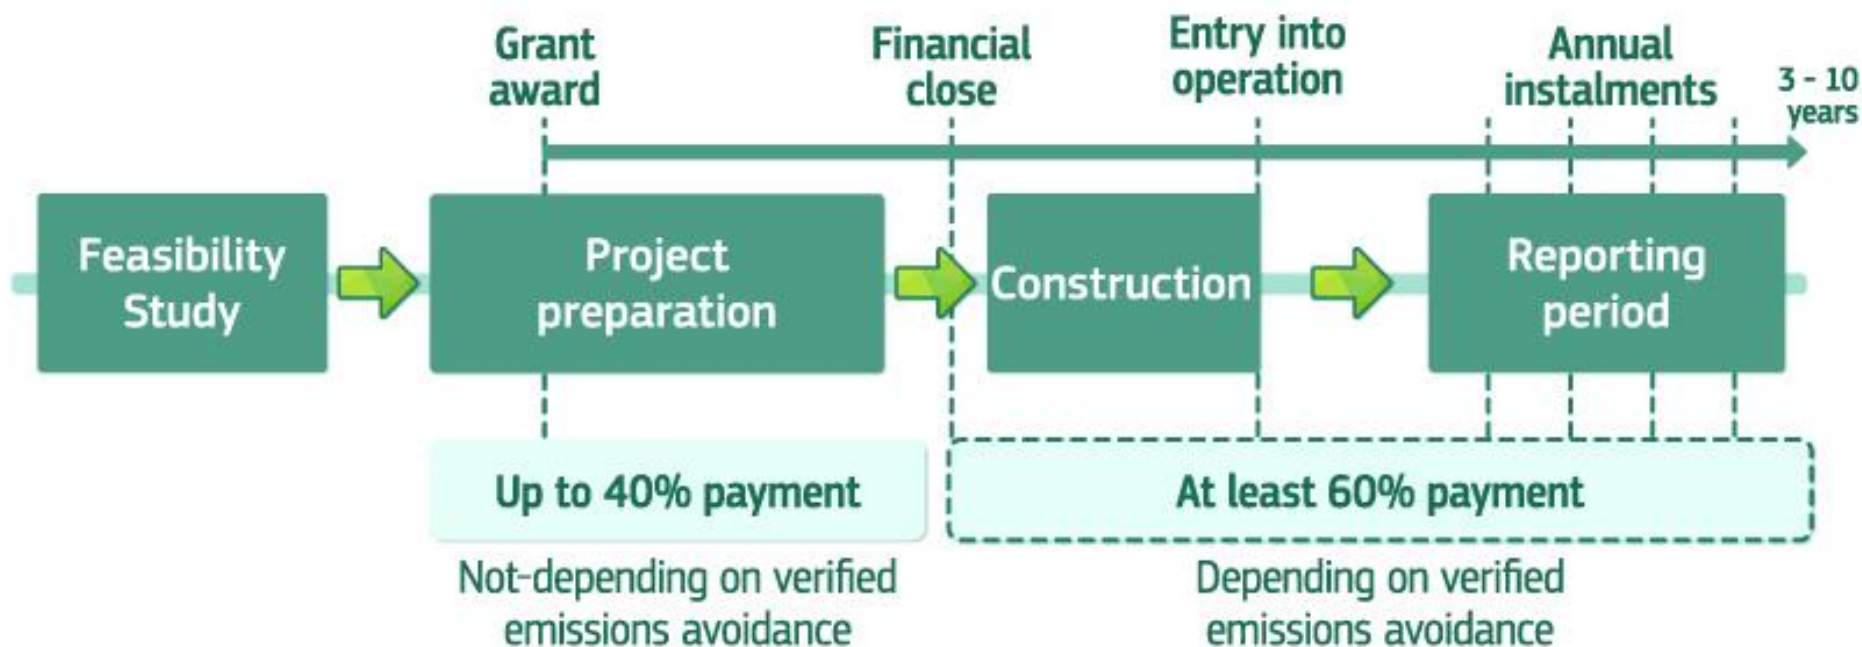 Grant
award
Financial
close
Entry into
operation
Annual
instalments
3 - 10
years
Feasibility
Study
Project
preparation
Construction
Reporting
period
Up to 40% payment
At least 60% payment
Not-depending on verified
emissions avoidance
Depending on verified
emissions avoidance